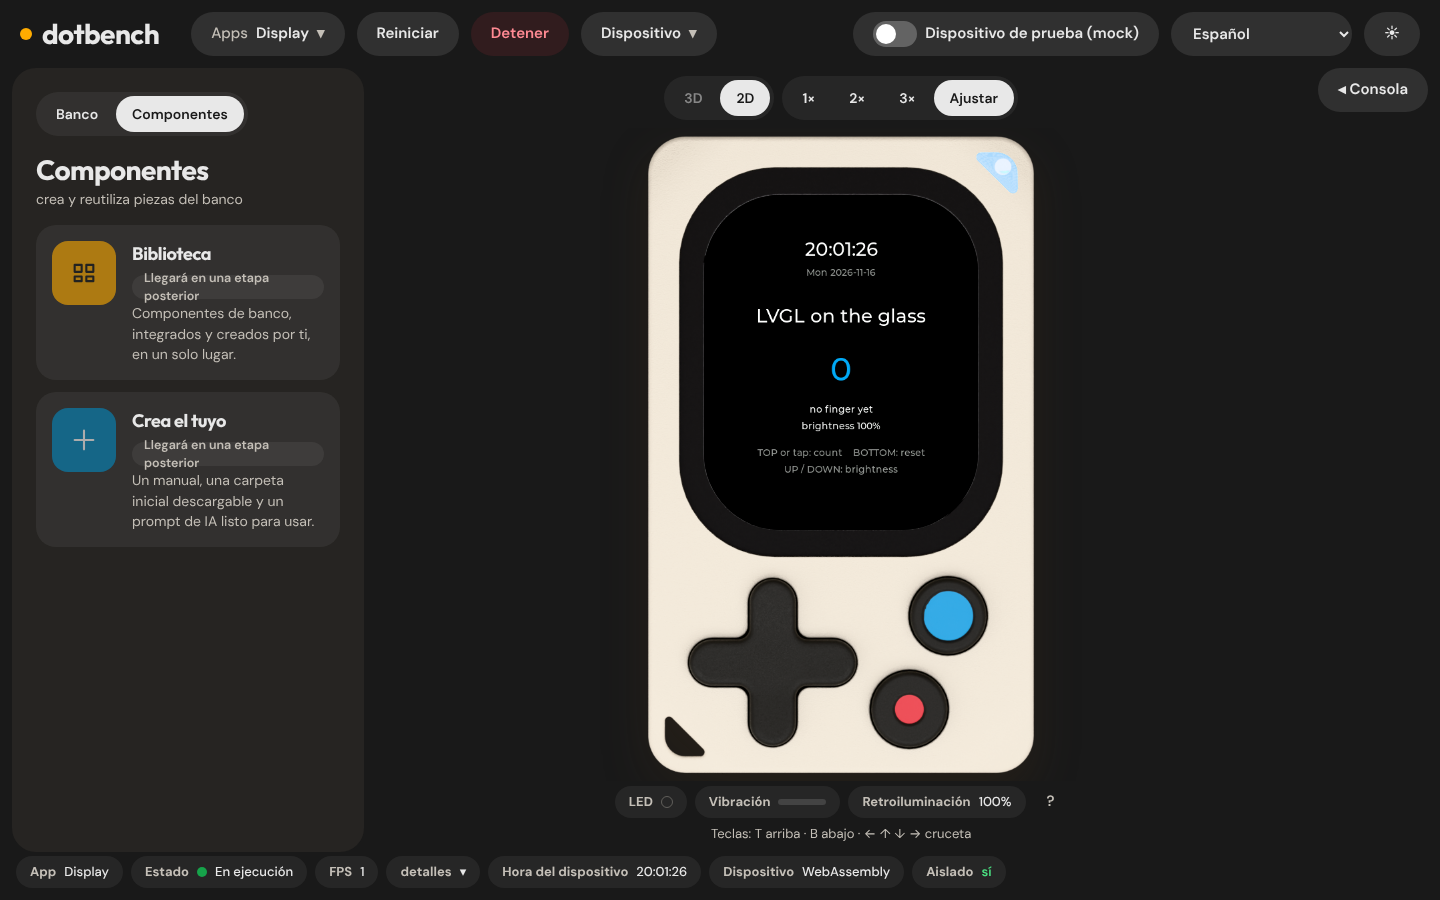 dotbench
Apps Display ▾
Reiniciar
Detener
Dispositivo ▾
Dispositivo de prueba (mock)
Español
3D
2D
1×
2×
3×
Ajustar
◂ Consola
Banco
Componentes
Componentes
crea y reutiliza piezas del banco
Biblioteca
Llegará en una etapa
posterior
Componentes de banco,
integrados y creados por ti,
en un solo lugar.
Crea el tuyo
Llegará en una etapa
posterior
Un manual, una carpeta
inicial descargable y un
prompt de IA listo para usar.
20:01:26
Mon 2026-11-16
LVGL on the glass
0
no finger yet
brightness 100%
TOP or tap: count BOTTOM: reset
UP / DOWN: brightness
LED
Vibración
Retroiluminación 100%
?
Teclas: T arriba · B abajo · ← ↑ ↓ → cruceta
App Display
Estado En ejecución
FPS 1
detalles ▾
Hora del dispositivo 20:01:26
Dispositivo WebAssembly
Aislado sí